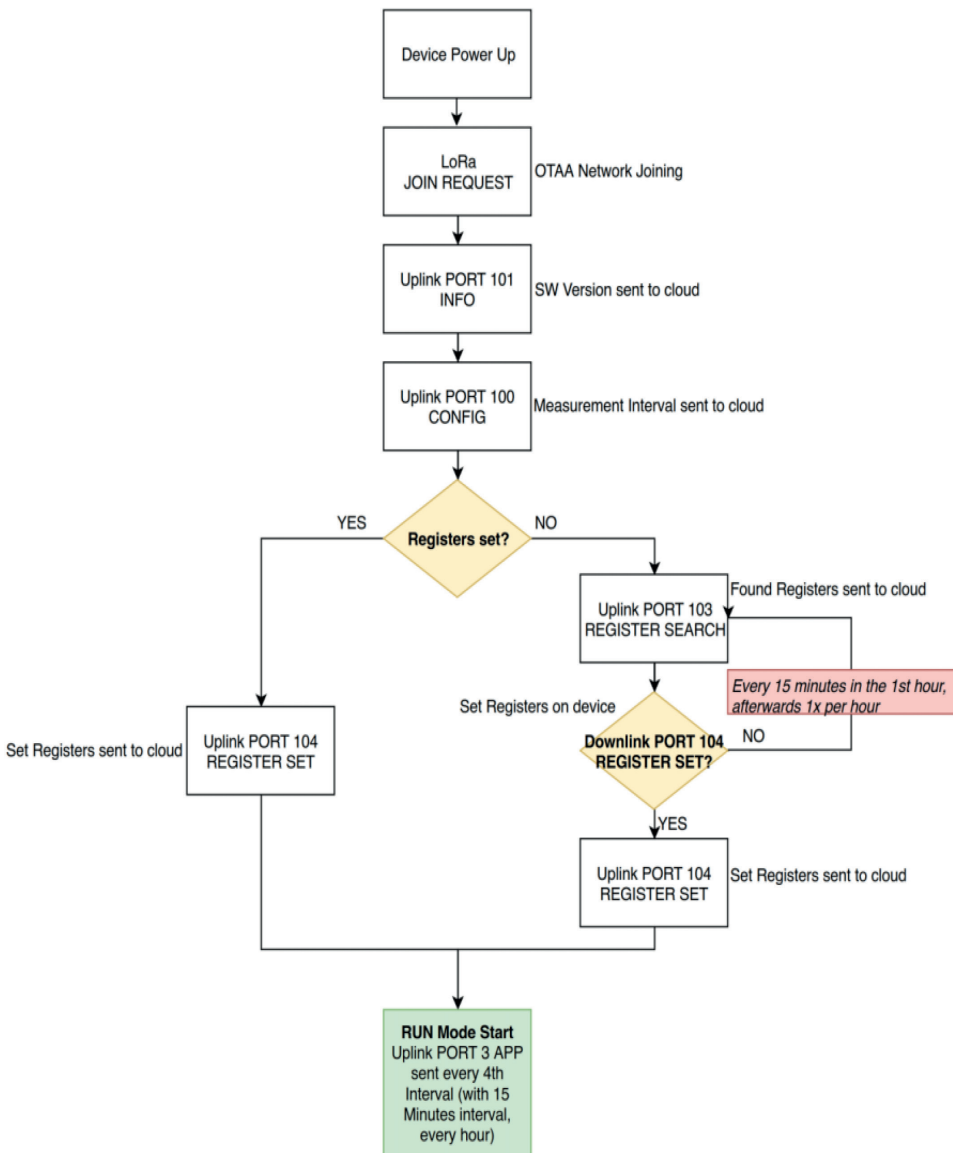 Device Power Up
LoRa
JOIN REQUEST
OTAA Network Joining
Uplink PORT 101
INFO
SW Version sent to cloud
Uplink PORT 100
CONFIG
Measurement Interval sent to cloud
YES
NO
Registers set?
Found Registers sent to cloud
Uplink PORT 103
REGISTER SEARCH
Every 15 minutes in the 1st hour,
afterwards 1x per hour
Set Registers on device
Set Registers sent to cloud
Uplink PORT 104
REGISTER SET
Downlink PORT 104
REGISTER SET?
NO
YES
Uplink PORT 104
REGISTER SET
Set Registers sent to cloud
RUN Mode Start
Uplink PORT 3 APP
sent every 4th
Interval (with 15
Minutes interval,
every hour)